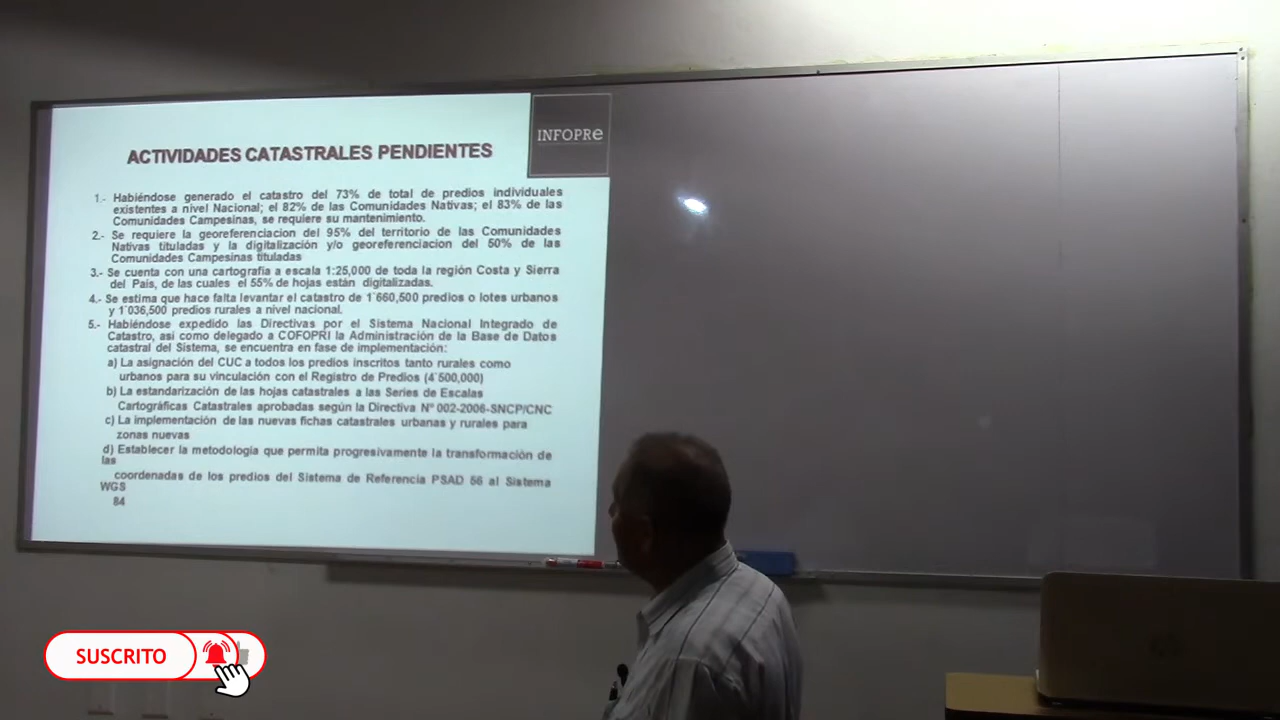 INFOPRe
ACTIVIDADES CATASTRALES PENDIENTES
1.- Habiéndose generado el catastro del 73% de total de predios individuales
existentes a nivel Nacional; el 82% de las Comunidades Nativas; el 83% de las
Comunidades Campesinas, se requiere su mantenimiento.
2.- Se requiere la georeferenciacion del 95% del territorio de las Comunidades
Nativas tituladas y la digitalización y/o georeferenciacion del 50% de las
Comunidades Campesinas tituladas
3.- Se cuenta con una cartografía a escala 1:25,000 de toda la región Costa y Sierra
del País, de las cuales el 55% de hojas están digitalizadas.
4.- Se estima que hace falta levantar el catastro de 1´660,500 predios o lotes urbanos
y 1´036,500 predios rurales a nivel nacional.
5.- Habiéndose expedido las Directivas por el Sistema Nacional Integrado de
Catastro, así como delegado a COFOPRI la Administración de la Base de Datos
catastral del Sistema, se encuentra en fase de implementación:
a) La asignación del CUC a todos los predios inscritos tanto rurales como
urbanos para su vinculación con el Registro de Predios (4´500,000)
b) La estandarización de las hojas catastrales a las Series de Escalas
Cartográficas Catastrales aprobadas según la Directiva Nº 002-2006-SNCP/CNC
c) La implementación de las nuevas fichas catastrales urbanas y rurales para
zonas nuevas
d) Establecer la metodología que permita progresivamente la transformación de
las
coordenadas de los predios del Sistema de Referencia PSAD 56 al Sistema
WGS
84
SUSCRITO